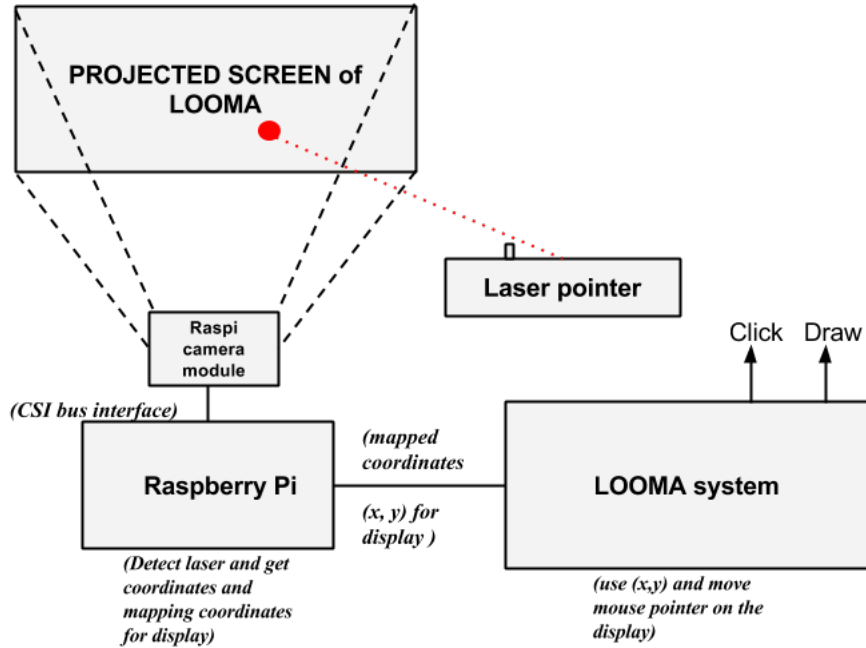 PROJECTED SCREEN of
LOOMA
Laser pointer
Raspi
camera
module
Click
Draw
(CSI bus interface)
Raspberry Pi
(mapped
coordinates
(x, y) for
display )
LOOMA system
(Detect laser and get
coordinates and
mapping coordinates
for display)
(use (x,y) and move
mouse pointer on the
display)